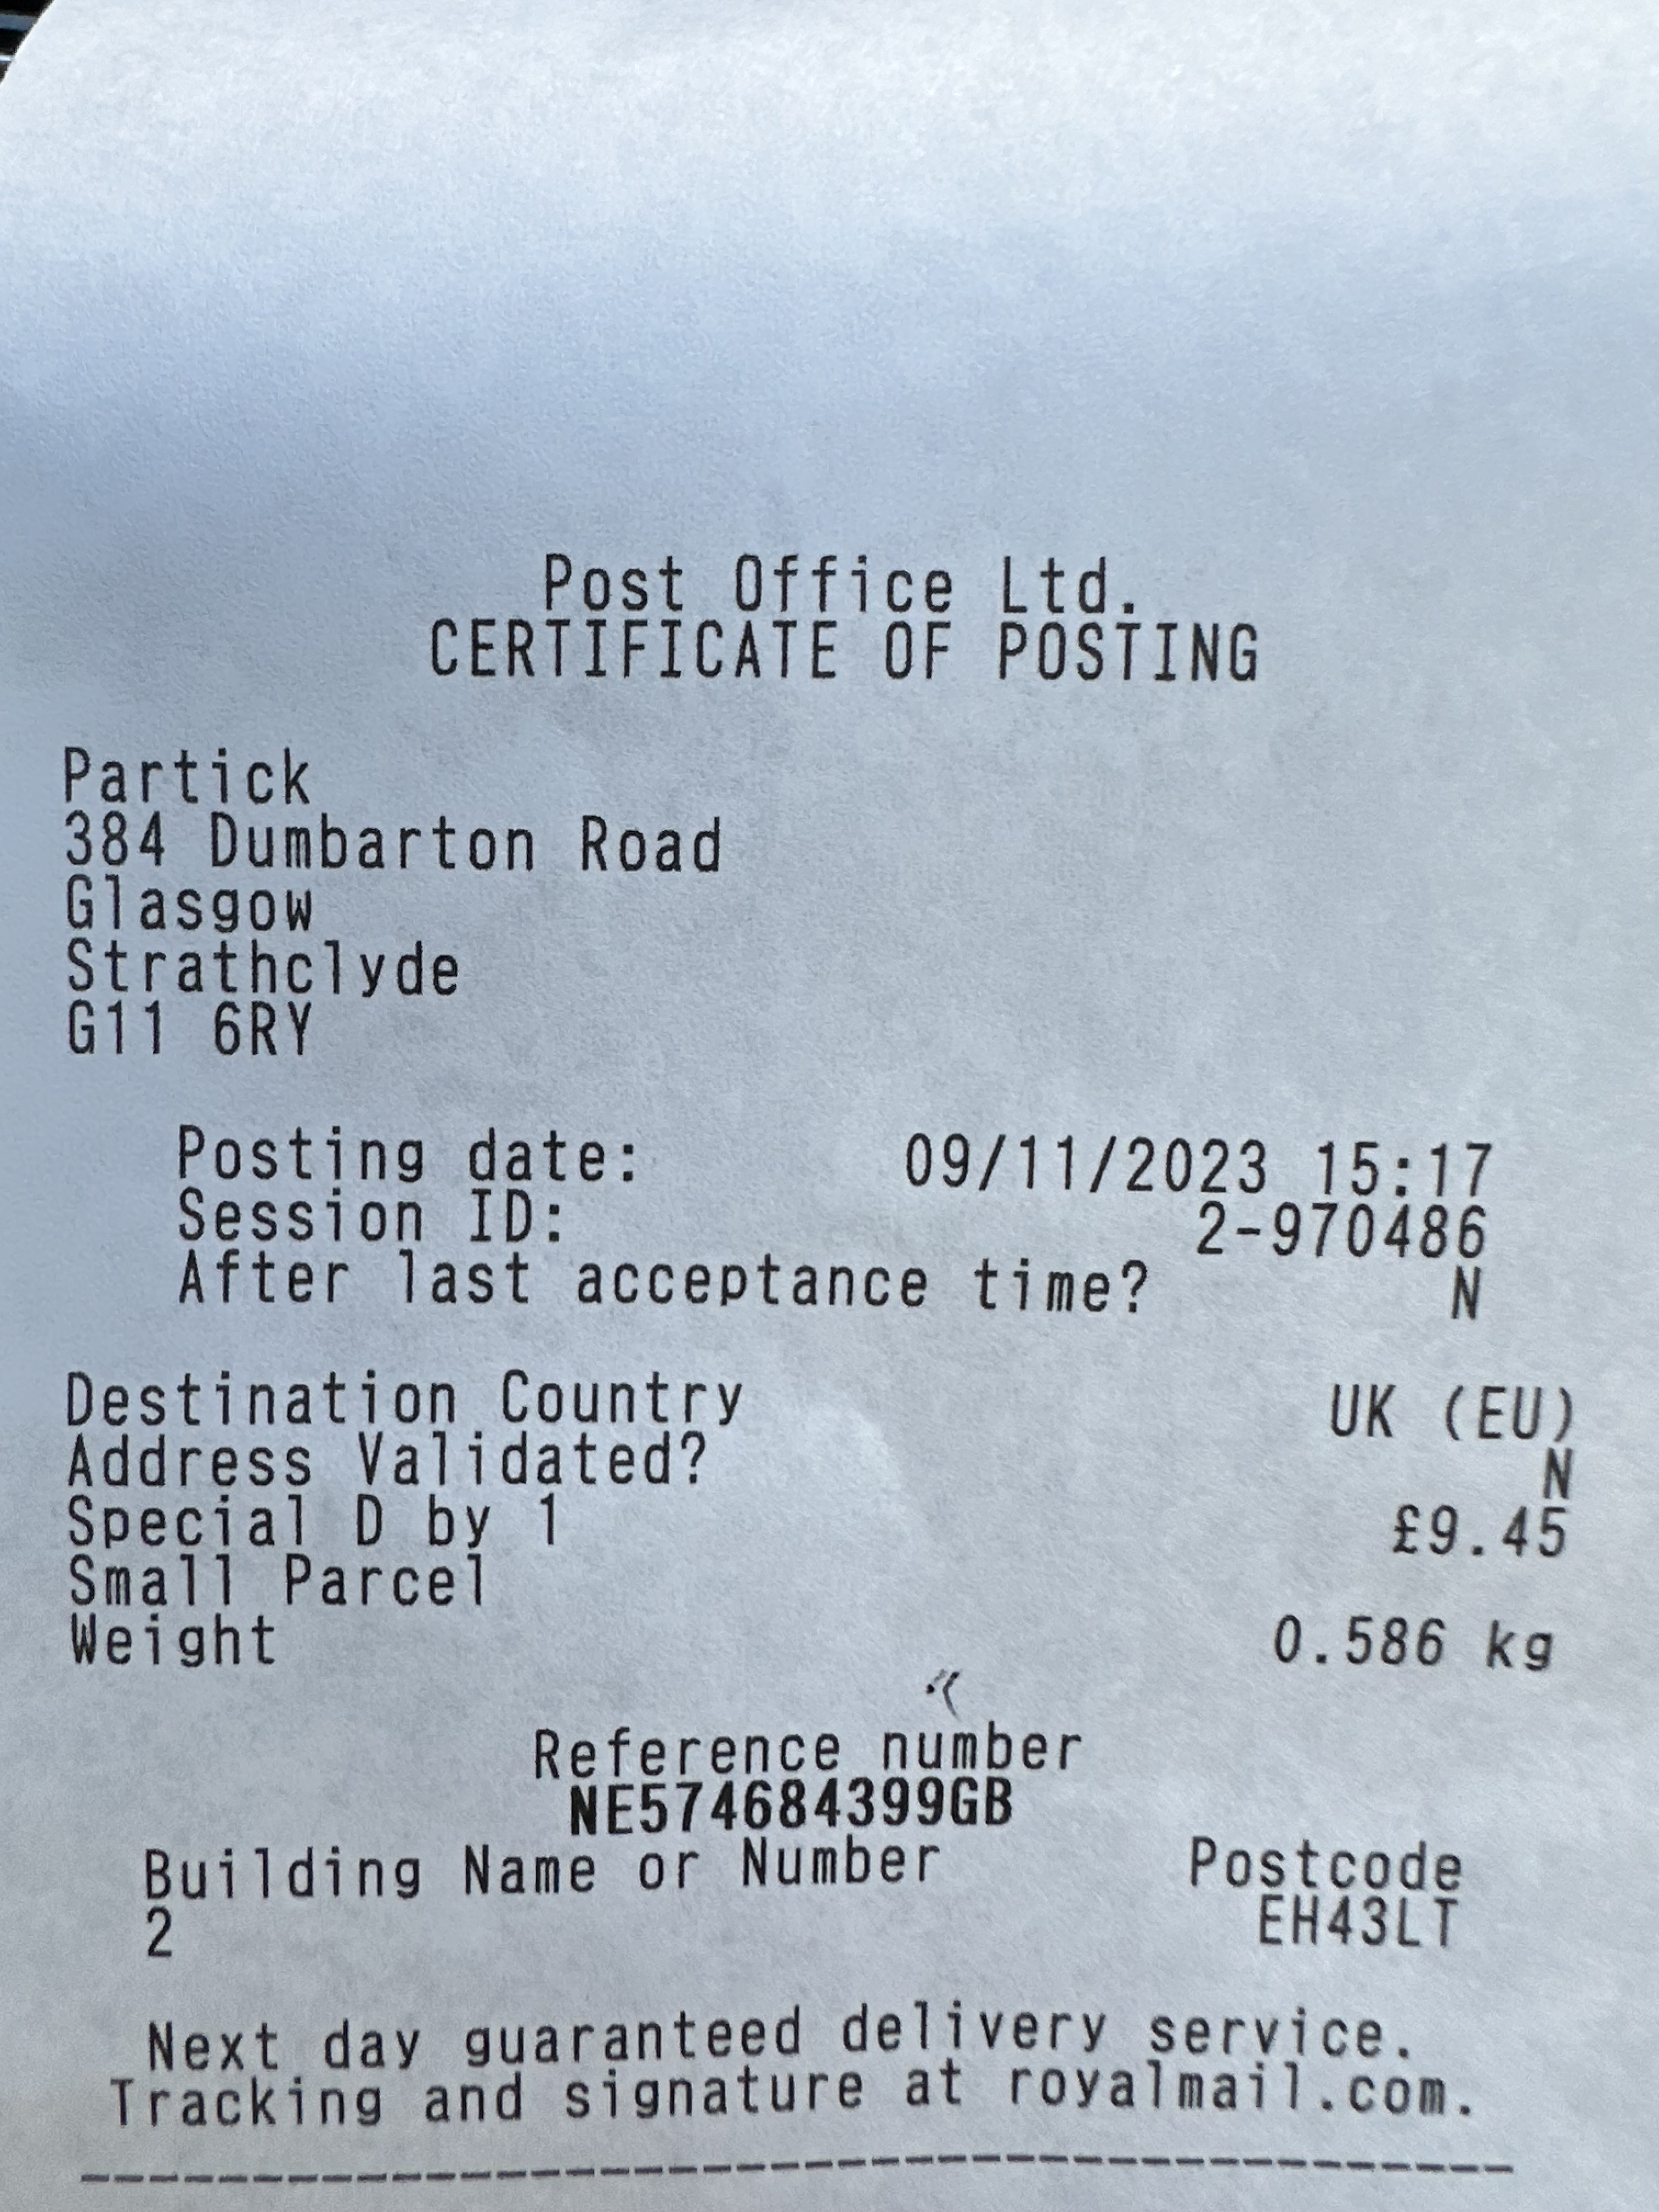 Post Office Ltd.
CERTIFICATE OF POSTING
Partick
384 Dumbarton Road
Glasgow
Strathclyde
G11 6RY
Posting date: 09/11/2023 15:17
Session ID: 2-970486
After last acceptance time? N
Destination Country UK (EU)
Address Validated? N
Special D by 1 £9.45
Small Parcel
Weight 0.586 kg
Reference number
NE574684399GB
Building Name or Number Postcode
2 EH43LT
Next day guaranteed delivery service.
Tracking and signature at royalmail.com.